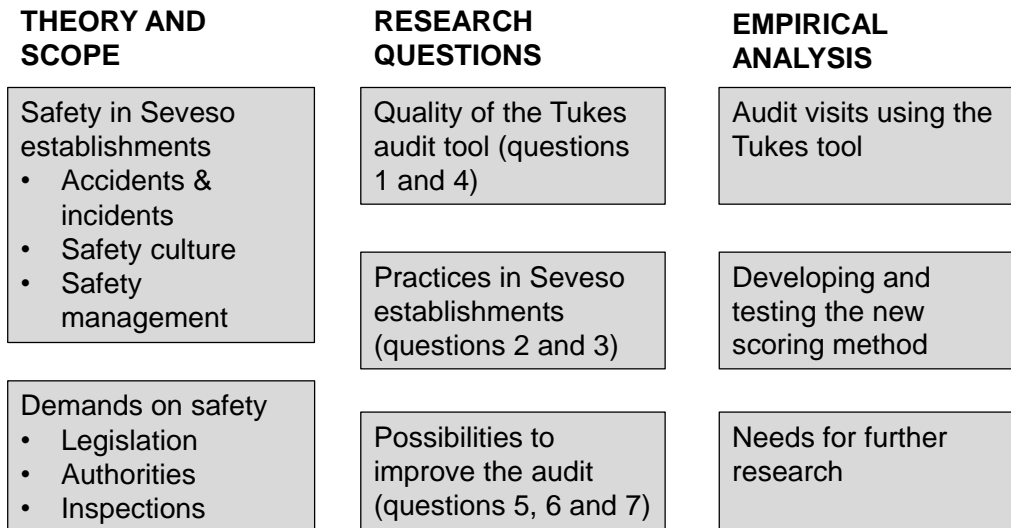 THEORY AND
SCOPE
Safety in Seveso
establishments
• Accidents &
incidents
• Safety culture
• Safety
management
Demands on safety
• Legislation
• Authorities
• Inspections
RESEARCH
QUESTIONS
Quality of the Tukes
audit tool (questions
1 and 4)
Practices in Seveso
establishments
(questions 2 and 3)
Possibilities to
improve the audit
(questions 5, 6 and 7)
EMPIRICAL
ANALYSIS
Audit visits using the
Tukes tool
Developing and
testing the new
scoring method
Needs for further
research